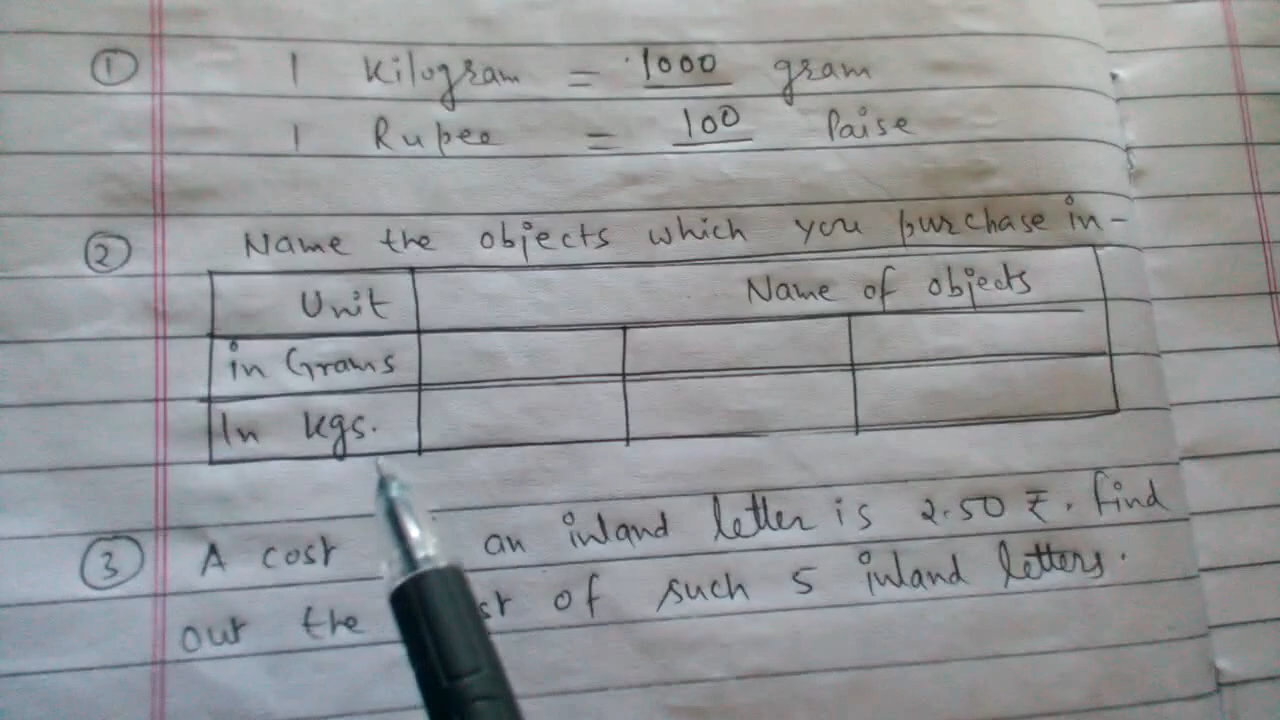 ① 1 Kilogram = 1000 gram
1 Rupee = 100 Paise
② Name the objects which you purchase in-
Unit Name of objects
in Grams
In kgs.
③ A cost an inland letter is 2.50 ₹. Find
out the of such 5 inland letters.